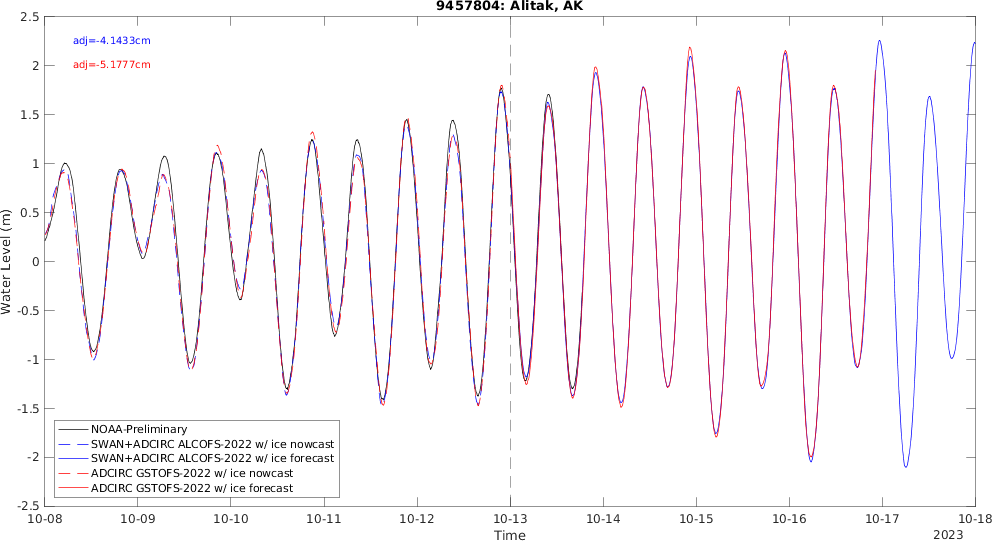 9457804: Alitak, AK
adj=-4.1433cm
adj=-5.1777cm
2.5
2
1.5
1
0.5
0
-0.5
-1
-1.5
-2
-2.5
Water Level (m)
NOAA-Preliminary
SWAN+ADCIRC ALCOFS-2022 w/ ice nowcast
SWAN+ADCIRC ALCOFS-2022 w/ ice forecast
ADCIRC GSTOFS-2022 w/ ice nowcast
ADCIRC GSTOFS-2022 w/ ice forecast
10-08 10-09 10-10 10-11 10-12 10-13 10-14 10-15 10-16 10-17 10-18
Time
2023